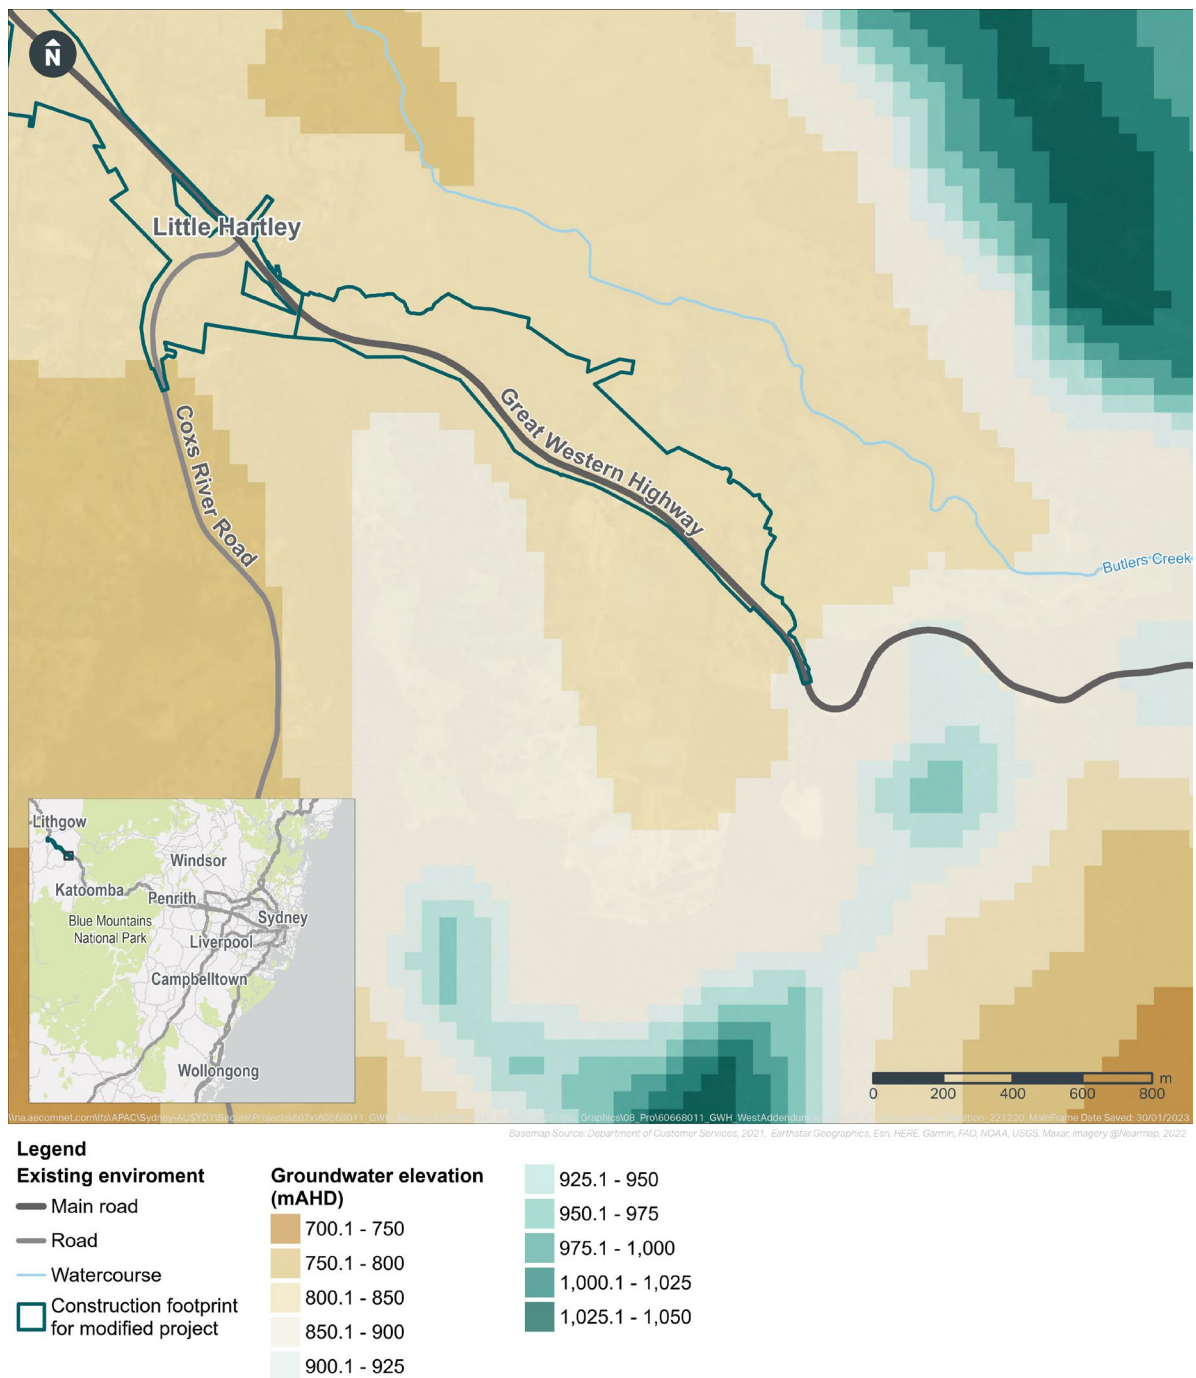 N
Little Hartley
Great Western Highway
Coxs River Road
Butlers Creek
Lithgow
Windsor
Katoomba
Penrith
Blue Mountains
National Park
Sydney
Liverpool
Campbelltown
Wollongong
m
0 200 400 600 800
Date Saved: 30/01/2023
Basemap Source: Department of Customer Services, 2021, Earthstar Geographics, Esri, HERE, Garmin, FAO, NOAA, USGS, Maxar, imagery @Nearmap, 2022
Legend
Existing enviroment
Main road
Road
Watercourse
Construction footprint
for modified project
Groundwater elevation
(mAHD)
700.1 - 750
750.1 - 800
800.1 - 850
850.1 - 900
900.1 - 925
925.1 - 950
950.1 - 975
975.1 - 1,000
1,000.1 - 1,025
1,025.1 - 1,050